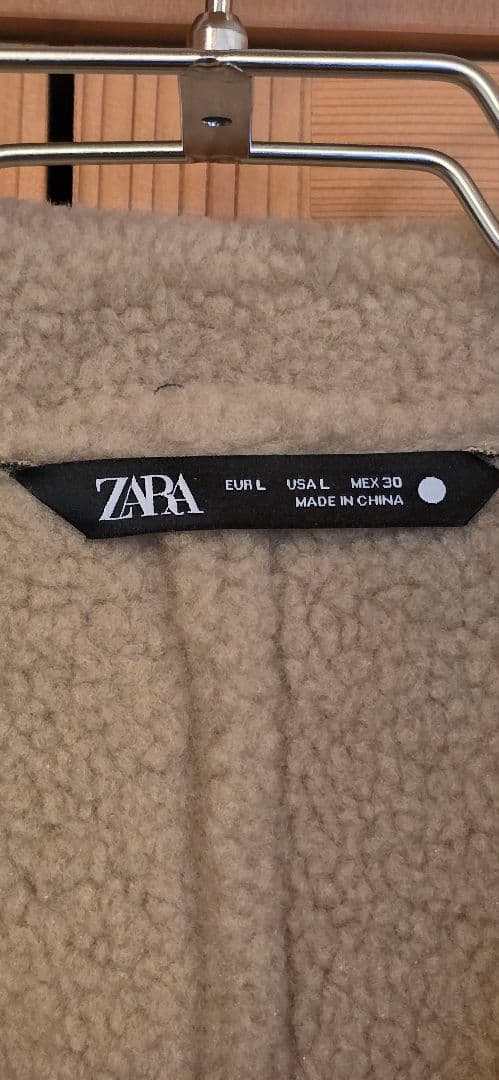 ZARA EUR L USA L MEX 30
MADE IN CHINA